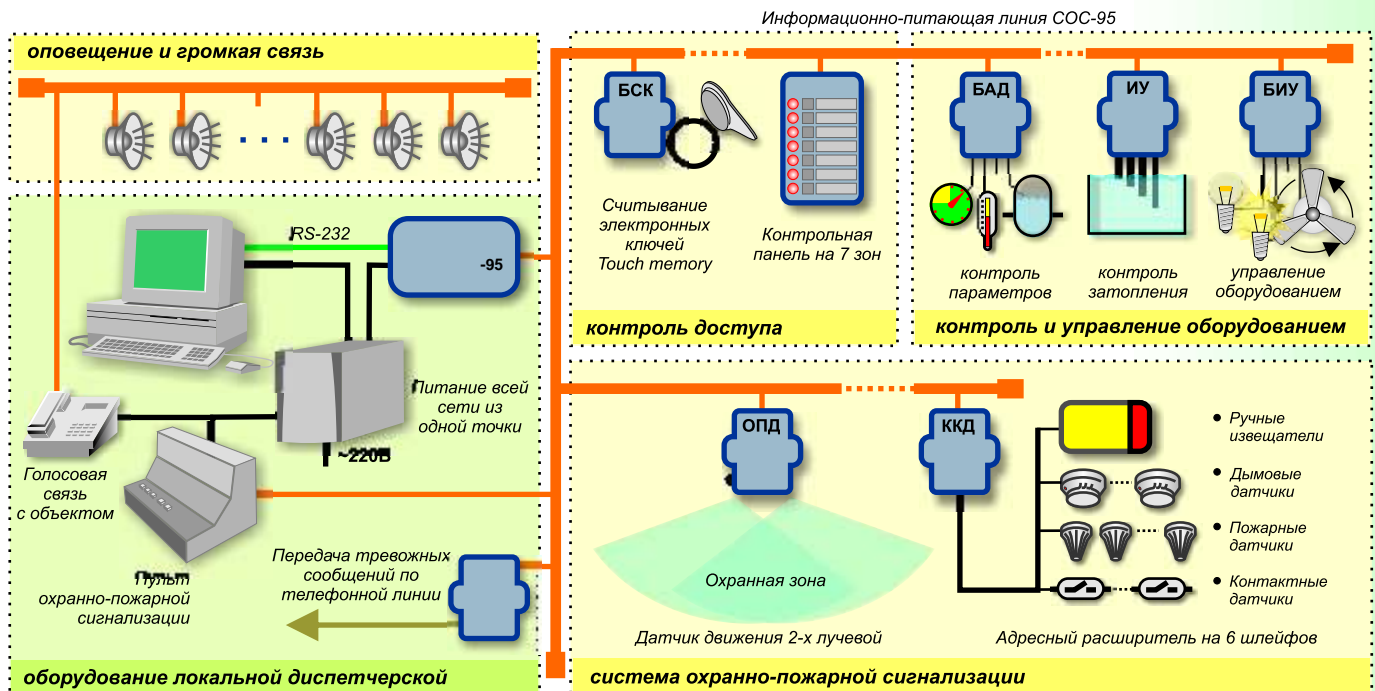 Информационно-питающая линия СОС-95
оповещение и громкая связь
RS-232
-95
Питание всей
сети из
одной точки
~220В
Голосовая
связь
с объектом
Пульт
охранно-пожарной
сигнализации
Передача тревожных
сообщений по
телефонной линии
оборудование локальной диспетчерской
БСК
Считывание
электронных
ключей
Touch memory
Контрольная
панель на 7 зон
контроль доступа
БАД
ИУ
БИУ
контроль
параметров
контроль
затопления
управление
оборудованием
контроль и управление оборудованием
ОПД
ККД
Охранная зона
Датчик движения 2-х лучевой
• Ручные
извещатели
• Дымовые
датчики
• Пожарные
датчики
• Контактные
датчики
Адресный расширитель на 6 шлейфов
система охранно-пожарной сигнализации